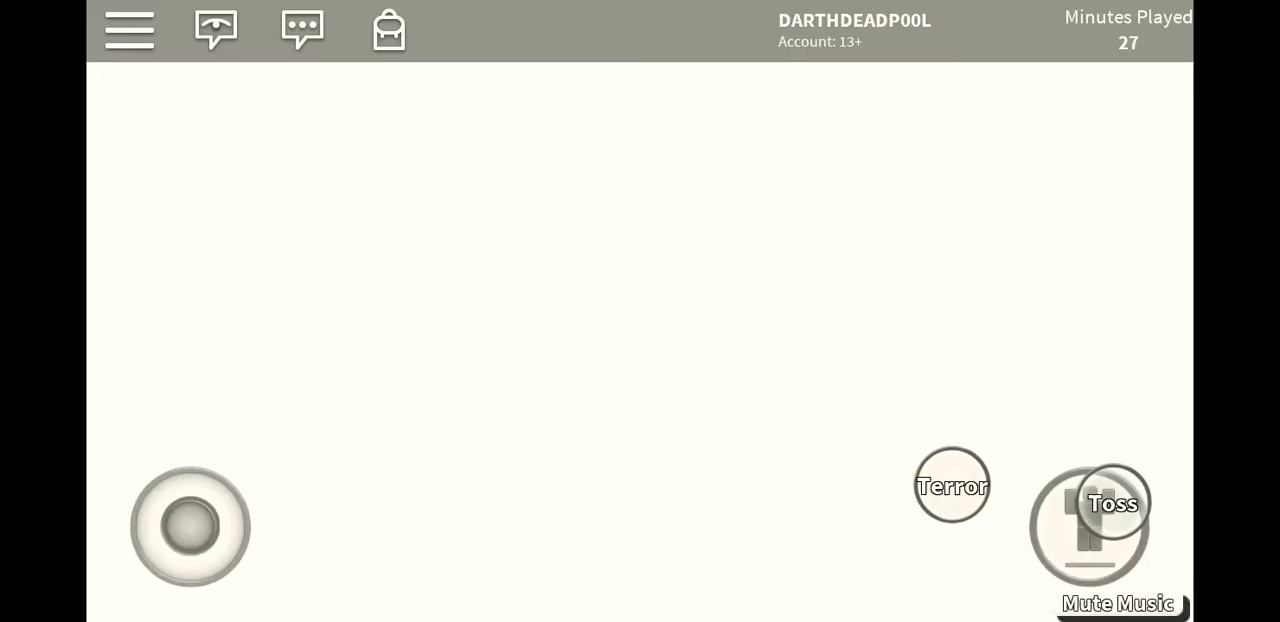 DARTHDEADP00L
Account: 13+
Minutes Played
27
Terror
Toss
Mute Music